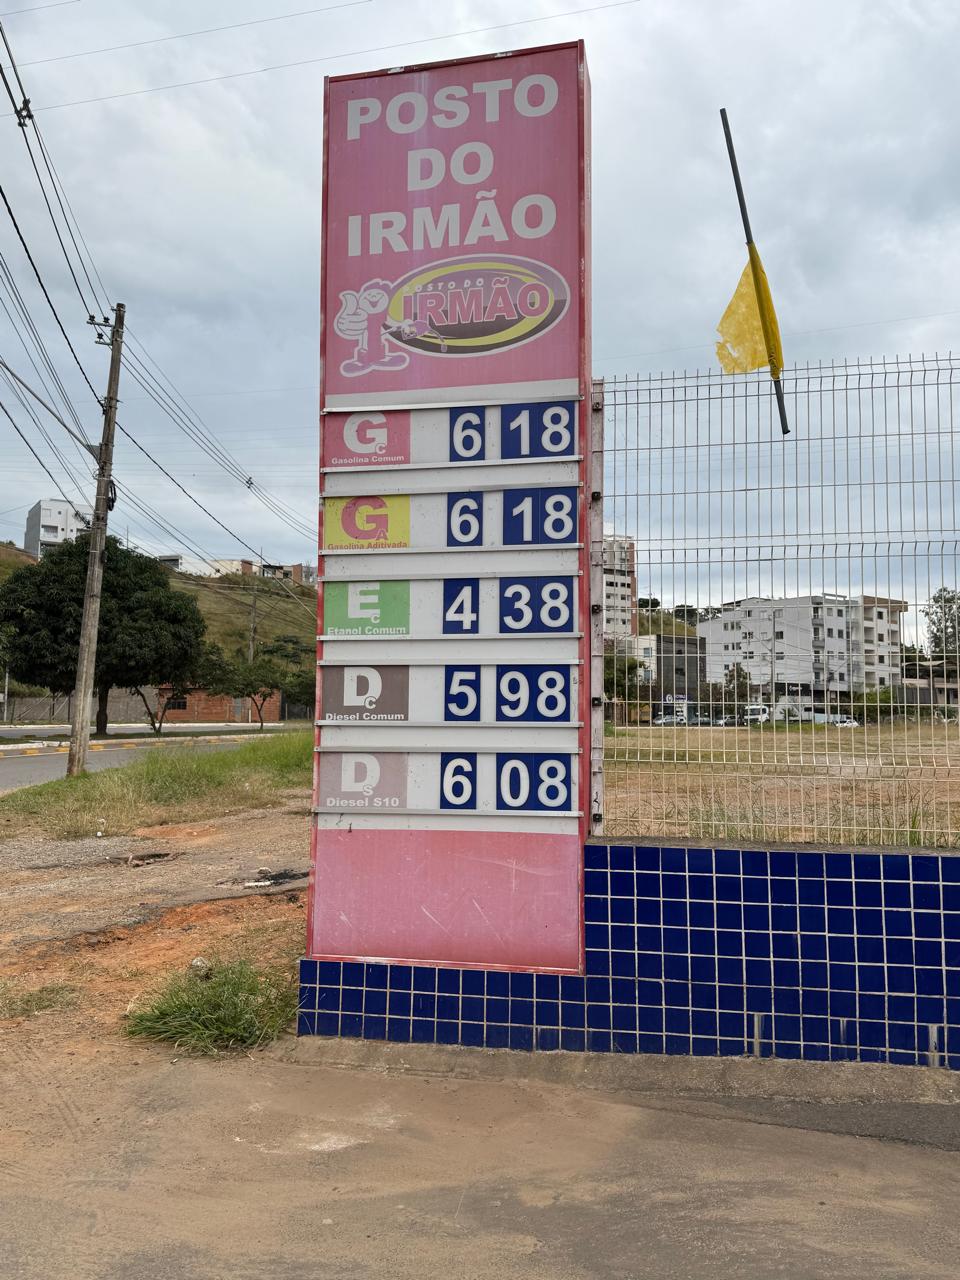 POSTO
DO
IRMÃO
POSTO DO
IRMÃO
GC 6 18
Gasolina Comum
GA 6 18
Gasolina Aditivada
EC 4 38
Etanol Comum
DC 5 98
Diesel Comum
DS 6 08
Diesel S10